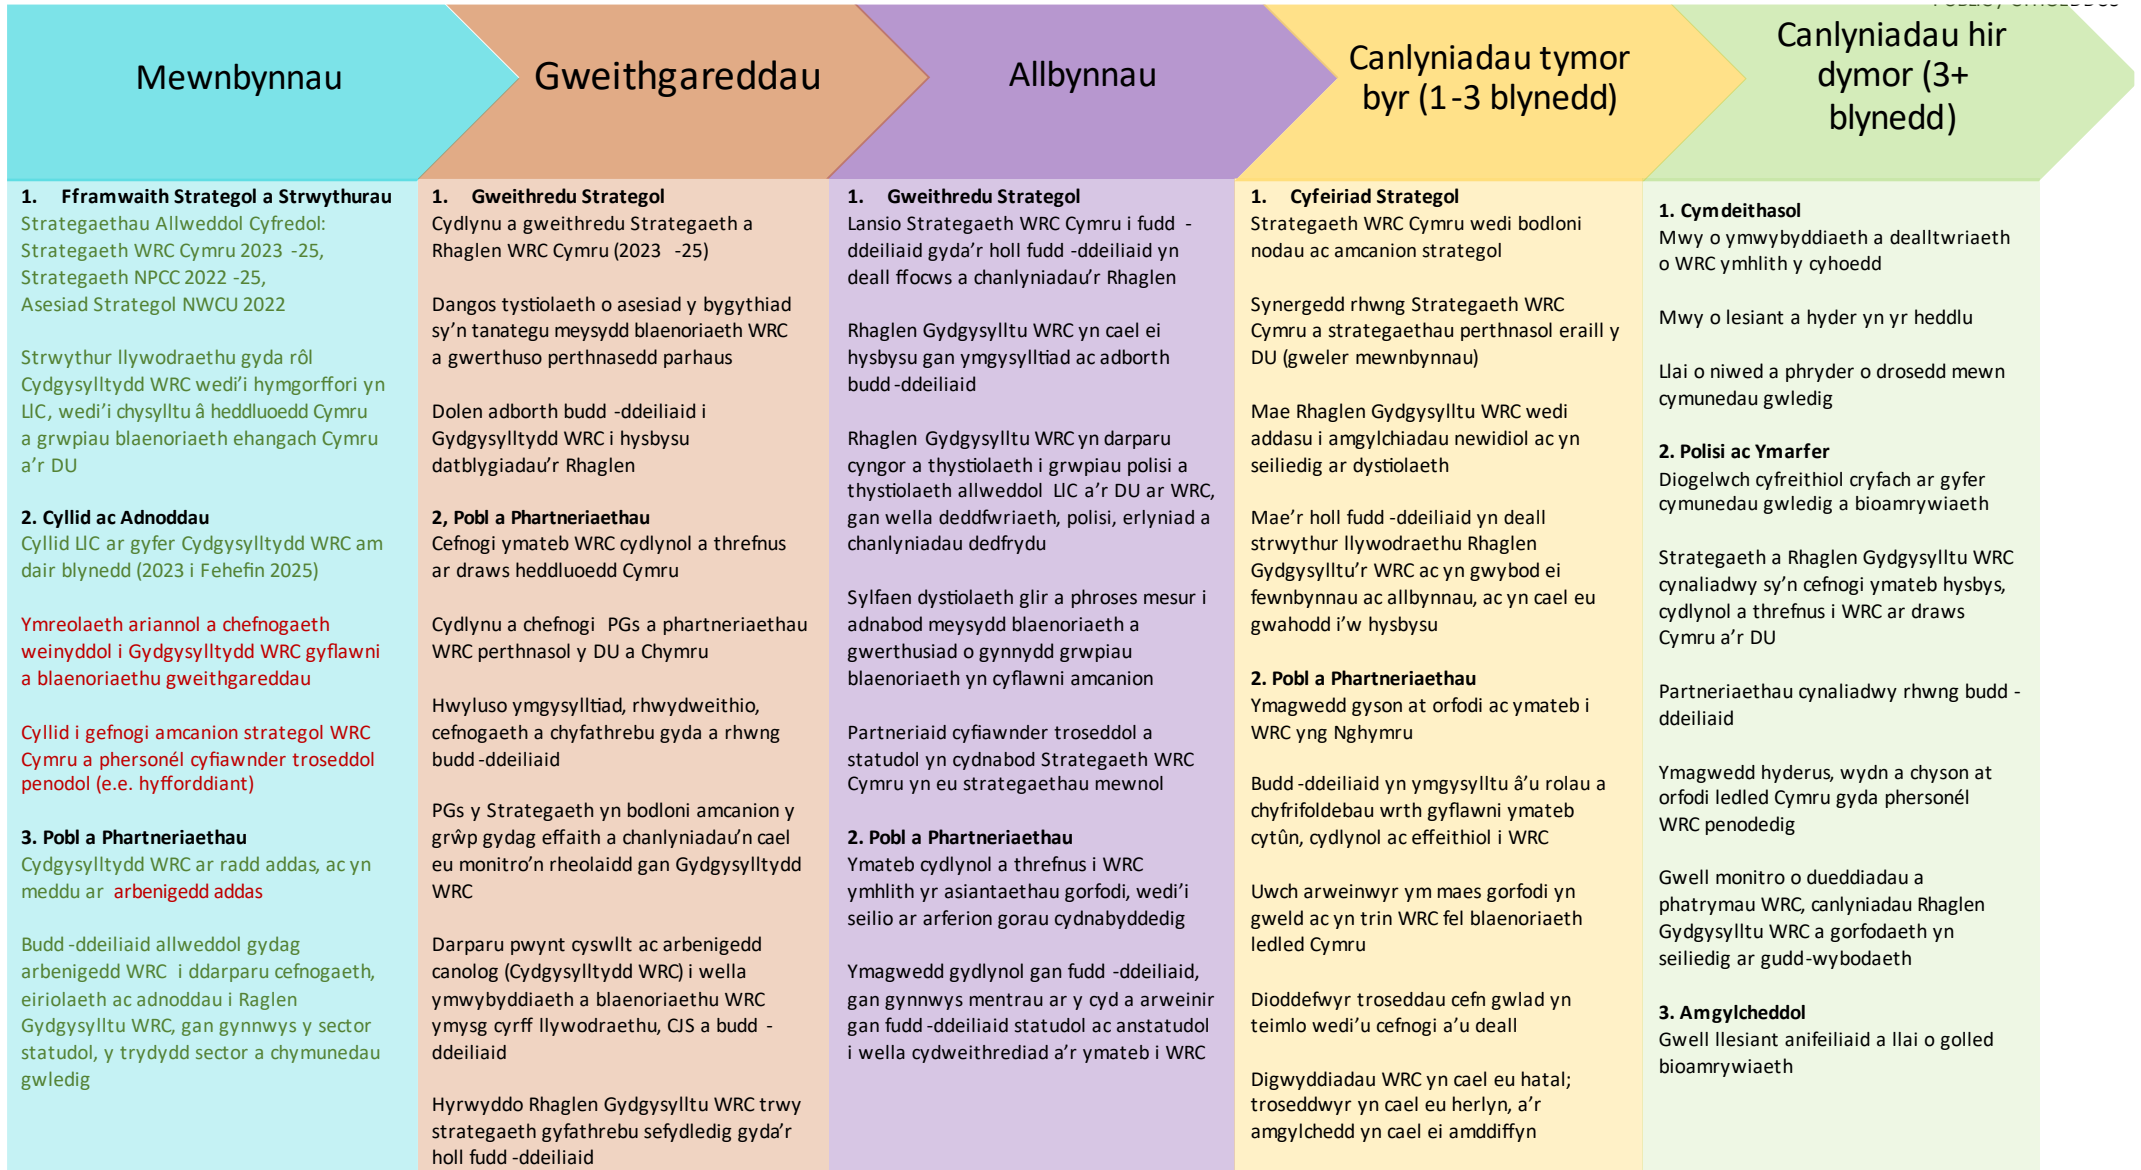 Mewnbynnau
1. Fframwaith Strategol a Strwythurau
Strategaethau Allweddol Cyfredol:
Strategaeth WRC Cymru 2023 -25,
Strategaeth NPCC 2022 -25,
Asesiad Strategol NWCU 2022
Strwythur llywodraethu gyda rôl
Cydgysylltydd WRC wedi'i hymgorffori yn
LlC, wedi'i chysylltu â heddluoedd Cymru
a grwpiau blaenoriaeth ehangach Cymru
a'r DU
2. Cyllid ac Adnoddau
Cyllid LlC ar gyfer Cydgysylltydd WRC am
dair blynedd (2023 i Fehefin 2025)
Ymreolaeth ariannol a chefnogaeth
weinyddol i Gydgysylltydd WRC gyflawni
a blaenoriaethu gweithgareddau
Cyllid i gefnogi amcanion strategol WRC
Cymru a phersonél cyfiawnder troseddol
penodol (e.e. hyfforddiant)
3. Pobl a Phartneriaethau
Cydgysylltydd WRC ar radd addas, ac yn
meddu ar arbenigedd addas
Budd -ddeiliaid allweddol gydag
arbenigedd WRC i ddarparu cefnogaeth,
eiriolaeth ac adnoddau i Raglen
Gydgysylltu WRC, gan gynnwys y sector
statudol, y trydydd sector a chymunedau
gwledig
Gweithgareddau
1. Gweithredu Strategol
Cydlynu a gweithredu Strategaeth a
Rhaglen WRC Cymru (2023 -25)
Dangos tystiolaeth o asesiad y bygythiad
sy'n tanategu meysydd blaenoriaeth WRC
a gwerthuso perthnasedd parhaus
Dolen adborth budd -ddeiliaid i
Gydgysylltydd WRC i hysbysu
datblygiadau'r Rhaglen
2, Pobl a Phartneriaethau
Cefnogi ymateb WRC cydlynol a threfnus
ar draws heddluoedd Cymru
Cydlynu a chefnogi PGs a phartneriaethau
WRC perthnasol y DU a Chymru
Hwyluso ymgysylltiad, rhwydweithio,
cefnogaeth a chyfathrebu gyda a rhwng
budd -ddeiliaid
PGs y Strategaeth yn bodloni amcanion y
grŵp gydag effaith a chanlyniadau'n cael
eu monitro'n rheolaidd gan Gydgysylltydd
WRC
Darparu pwynt cyswllt ac arbenigedd
canolog (Cydgysylltydd WRC) i wella
ymwybyddiaeth a blaenoriaethu WRC
ymysg cyrff llywodraethu, CJS a budd -
ddeiliaid
Hyrwyddo Rhaglen Gydgysylltu WRC trwy
strategaeth gyfathrebu sefydledig gyda'r
holl fudd -ddeiliaid
Allbynnau
1. Gweithredu Strategol
Lansio Strategaeth WRC Cymru i fudd -
ddeiliaid gyda'r holl fudd -ddeiliaid yn
deall ffocws a chanlyniadau'r Rhaglen
Rhaglen Gydgysylltu WRC yn cael ei
hysbysu gan ymgysylltiad ac adborth
budd -ddeiliaid
Rhaglen Gydgysylltu WRC yn darparu
cyngor a thystiolaeth i grwpiau polisi a
thystiolaeth allweddol LlC a'r DU ar WRC,
gan wella deddfwriaeth, polisi, erlyniad a
chanlyniadau dedfrydu
Sylfaen dystiolaeth glir a phroses mesur i
adnabod meysydd blaenoriaeth a
gwerthusiad o gynnydd grwpiau
blaenoriaeth yn cyflawni amcanion
Partneriaid cyfiawnder troseddol a
statudol yn cydnabod Strategaeth WRC
Cymru yn eu strategaethau mewnol
2. Pobl a Phartneriaethau
Ymateb cydlynol a threfnus i WRC
ymhlith yr asiantaethau gorfodi, wedi'i
seilio ar arferion gorau cydnabyddedig
Ymagwedd gydlynol gan fudd -ddeiliaid,
gan gynnwys mentrau ar y cyd a arweinir
gan fudd -ddeiliaid statudol ac anstatudol
i wella cydweithrediad a'r ymateb i WRC
Canlyniadau tymor
byr (1-3 blynedd)
1. Cyfeiriad Strategol
Strategaeth WRC Cymru wedi bodloni
nodau ac amcanion strategol
Synergedd rhwng Strategaeth WRC
Cymru a strategaethau perthnasol eraill y
DU (gweler mewnbynnau)
Mae Rhaglen Gydgysylltu WRC wedi
addasu i amgylchiadau newidiol ac yn
seiliedig ar dystiolaeth
Mae'r holl fudd -ddeiliaid yn deall
strwythur llywodraethu Rhaglen
Gydgysylltu'r WRC ac yn gwybod ei
fewnbynnau ac allbynnau, ac yn cael eu
gwahodd i'w hysbysu
2. Pobl a Phartneriaethau
Ymagwedd gyson at orfodi ac ymateb i
WRC yng Nghymru
Budd -ddeiliaid yn ymgysylltu â'u rolau a
chyfrifoldebau wrth gyflawni ymateb
cytûn, cydlynol ac effeithiol i WRC
Uwch arweinwyr ym maes gorfodi yn
gweld ac yn trin WRC fel blaenoriaeth
ledled Cymru
Dioddefwyr troseddau cefn gwlad yn
teimlo wedi'u cefnogi a'u deall
Digwyddiadau WRC yn cael eu hatal;
troseddwyr yn cael eu herlyn, a'r
amgylchedd yn cael ei amddiffyn
Canlyniadau hir
dymor (3+
blynedd)
1. Cymdeithasol
Mwy o ymwybyddiaeth a dealltwriaeth
o WRC ymhlith y cyhoedd
Mwy o lesiant a hyder yn yr heddlu
Llai o niwed a phryder o drosedd mewn
cymunedau gwledig
2. Polisi ac Ymarfer
Diogelwch cyfreithiol cryfach ar gyfer
cymunedau gwledig a bioamrywiaeth
Strategaeth a Rhaglen Gydgysylltu WRC
cynaliadwy sy'n cefnogi ymateb hysbys,
cydlynol a threfnus i WRC ar draws
Cymru a'r DU
Partneriaethau cynaliadwy rhwng budd -
ddeiliaid
Ymagwedd hyderus, wydn a chyson at
orfodi ledled Cymru gyda phersonél
WRC penodedig
Gwell monitro o dueddiadau a
phatrymau WRC, canlyniadau Rhaglen
Gydgysylltu WRC a gorfodaeth yn
seiliedig ar gudd-wybodaeth
3. Amgylcheddol
Gwell llesiant anifeiliaid a llai o golled
bioamrywiaeth